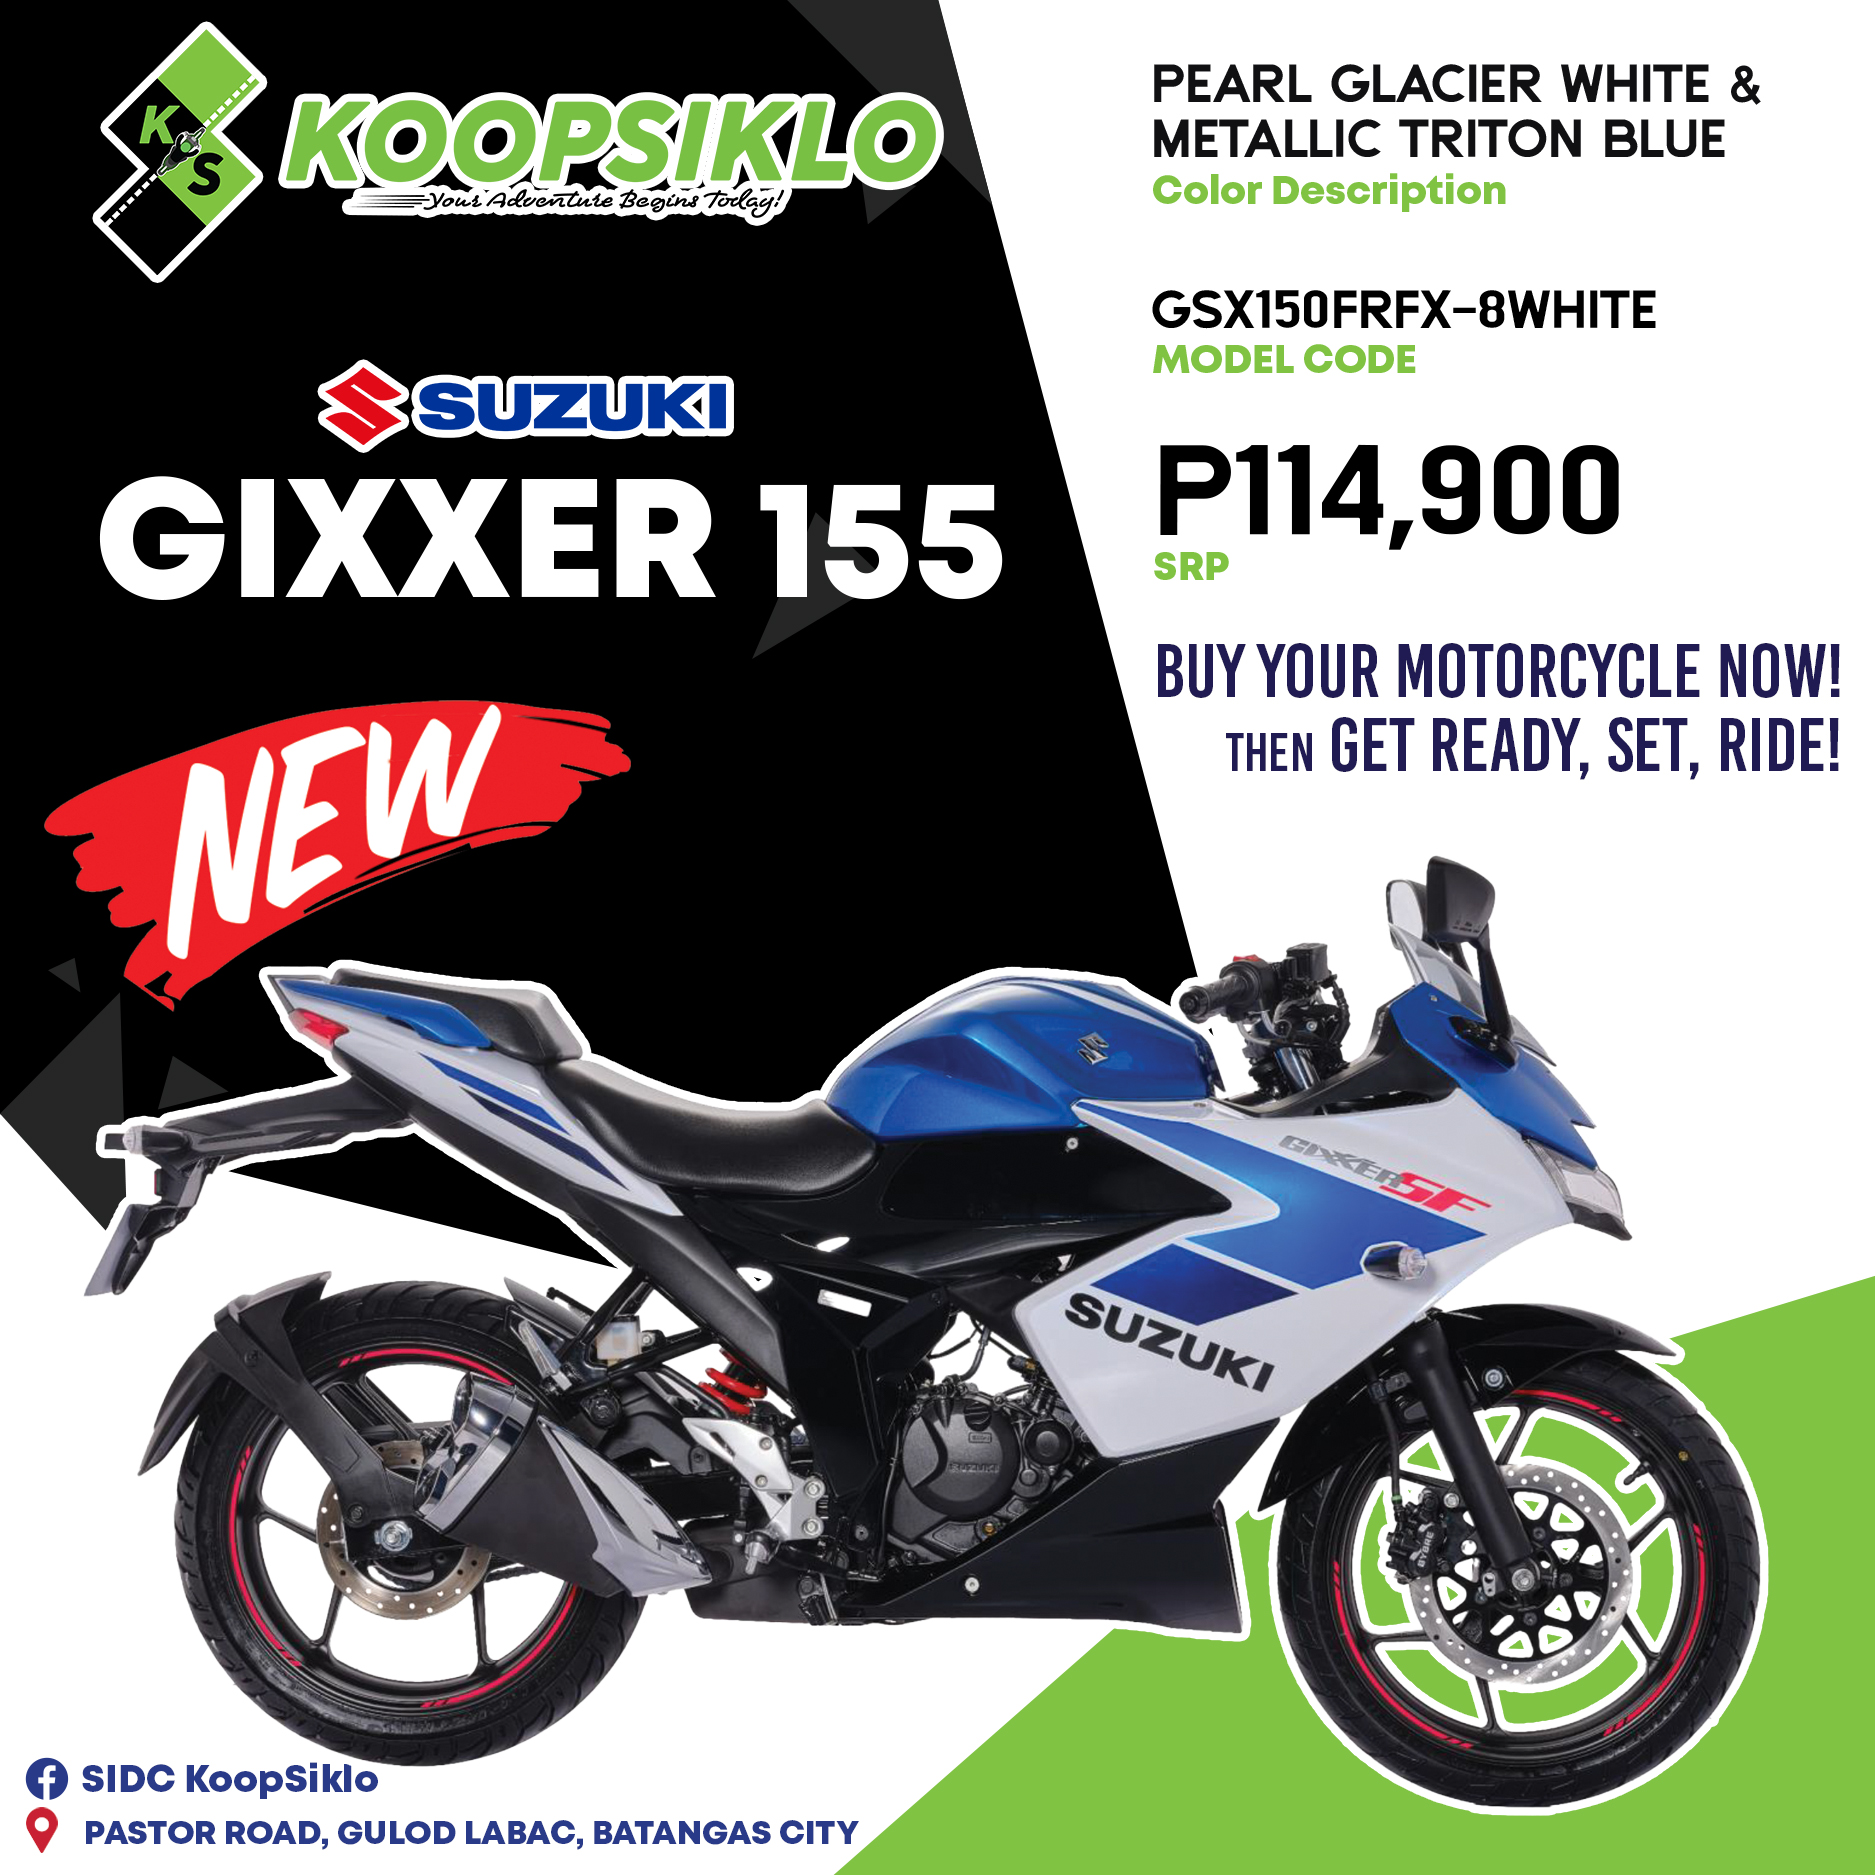 K
S
KOOPSIKLO
Your Adventure Begins Today!
SUZUKI
GIXXER 155
NEW
PEARL GLACIER WHITE &
METALLIC TRITON BLUE
Color Description
GSX150FRFX-8WHITE
MODEL CODE
P114,900
SRP
BUY YOUR MOTORCYCLE NOW!
THEN GET READY, SET, RIDE!
GIXXER SF
SUZUKI
SUZUKI
BYBRE
SIDC KoopSiklo
PASTOR ROAD, GULOD LABAC, BATANGAS CITY